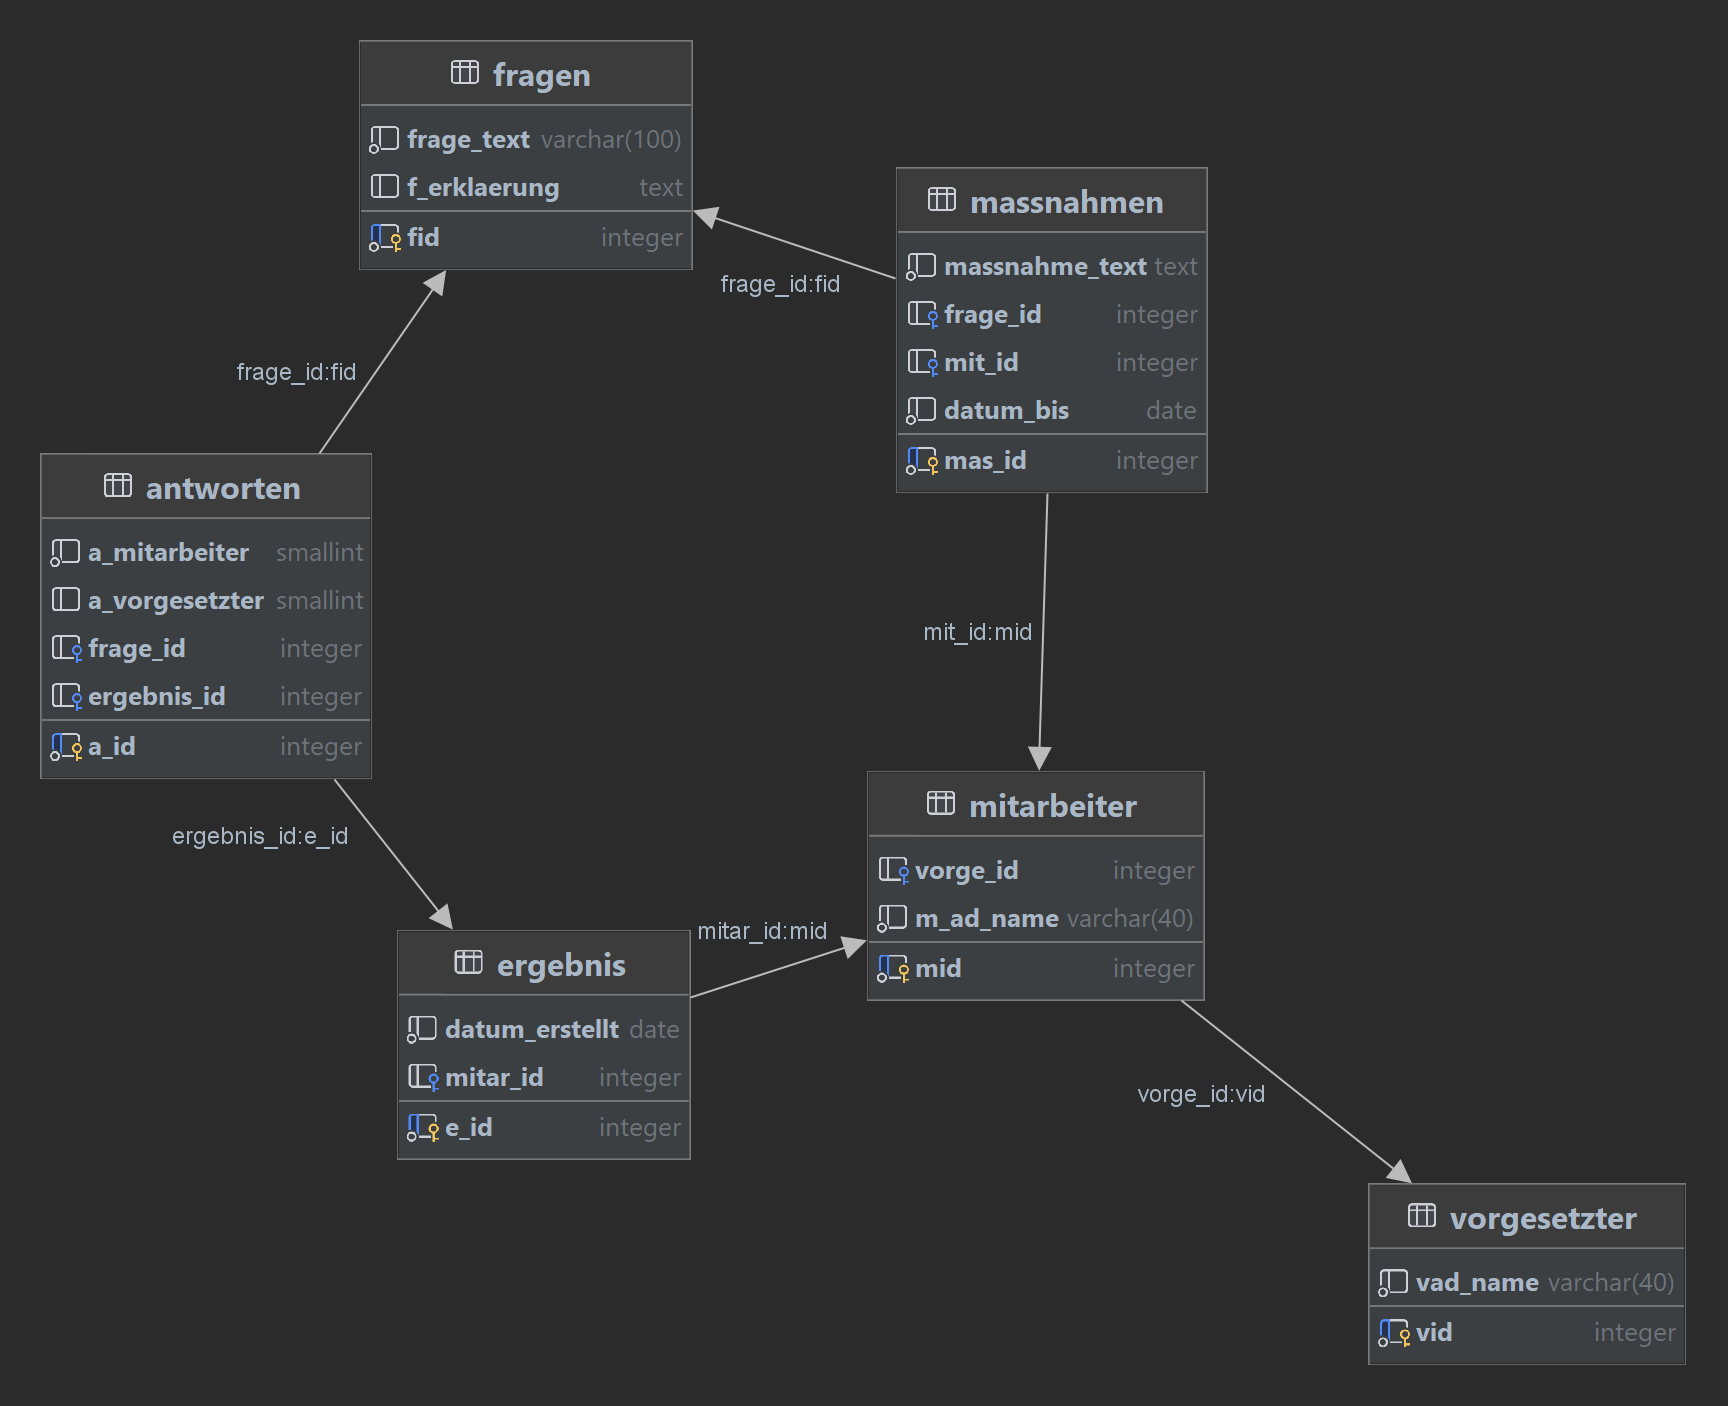 fragen
frage_text varchar(100)
f_erklaerung text
fid integer
massnahmen
massnahme_text text
frage_id integer
mit_id integer
datum_bis date
mas_id integer
frage_id:fid
frage_id:fid
antworten
a_mitarbeiter smallint
a_vorgesetzter smallint
frage_id integer
ergebnis_id integer
a_id integer
mit_id:mid
ergebnis_id:e_id
mitarbeiter
vorge_id integer
m_ad_name varchar(40)
mid integer
mitar_id:mid
ergebnis
datum_erstellt date
mitar_id integer
e_id integer
vorge_id:vid
vorgesetzter
vad_name varchar(40)
vid integer